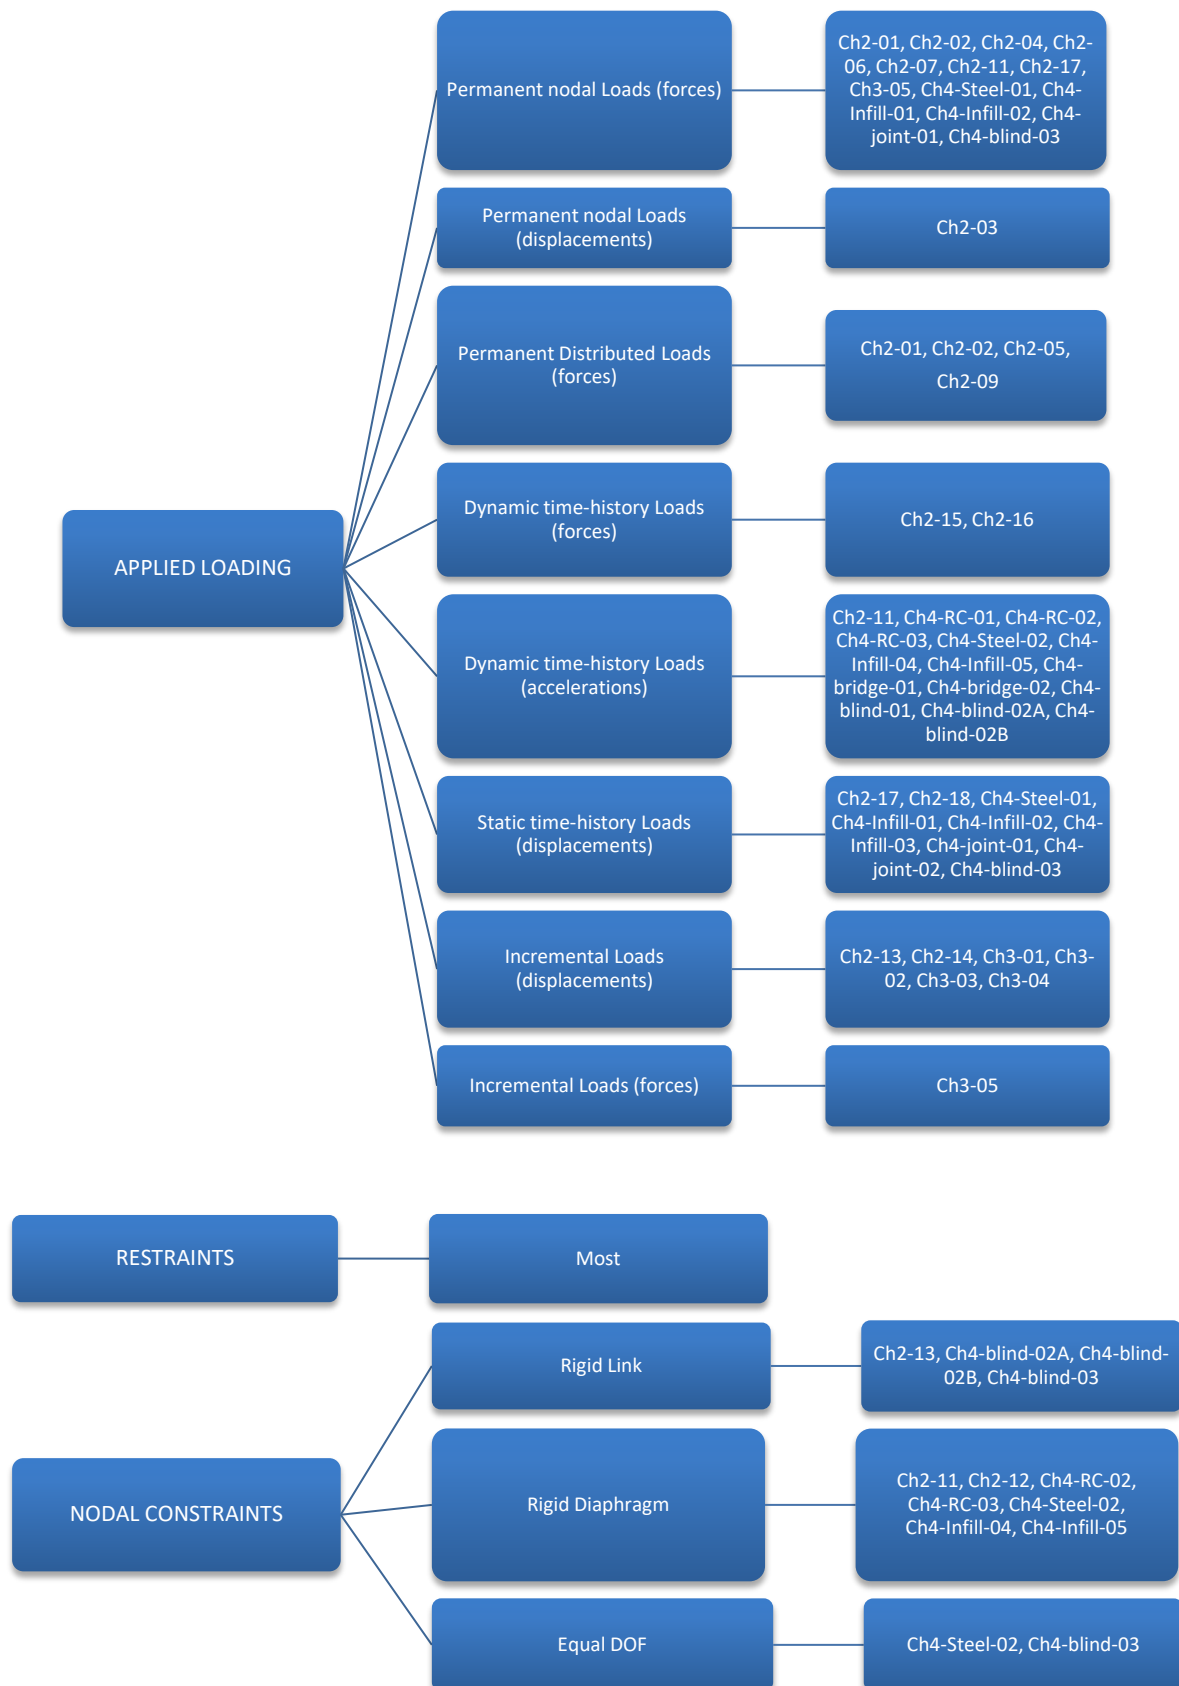 APPLIED LOADING
Permanent nodal Loads (forces)
Ch2-01, Ch2-02, Ch2-04, Ch2-
06, Ch2-07, Ch2-11, Ch2-17,
Ch3-05, Ch4-Steel-01, Ch4-
Infill-01, Ch4-Infill-02, Ch4-
joint-01, Ch4-blind-03
Permanent nodal Loads
(displacements)
Ch2-03
Permanent Distributed Loads
(forces)
Ch2-01, Ch2-02, Ch2-05,
Ch2-09
Dynamic time-history Loads
(forces)
Ch2-15, Ch2-16
Dynamic time-history Loads
(accelerations)
Ch2-11, Ch4-RC-01, Ch4-RC-02,
Ch4-RC-03, Ch4-Steel-02, Ch4-
Infill-04, Ch4-Infill-05, Ch4-
bridge-01, Ch4-bridge-02, Ch4-
blind-01, Ch4-blind-02A, Ch4-
blind-02B
Static time-history Loads
(displacements)
Ch2-17, Ch2-18, Ch4-Steel-01,
Ch4-Infill-01, Ch4-Infill-02, Ch4-
Infill-03, Ch4-joint-01, Ch4-
joint-02, Ch4-blind-03
Incremental Loads
(displacements)
Ch2-13, Ch2-14, Ch3-01, Ch3-
02, Ch3-03, Ch3-04
Incremental Loads (forces)
Ch3-05
RESTRAINTS
Most
NODAL CONSTRAINTS
Rigid Link
Ch2-13, Ch4-blind-02A, Ch4-blind-
02B, Ch4-blind-03
Rigid Diaphragm
Ch2-11, Ch2-12, Ch4-RC-02,
Ch4-RC-03, Ch4-Steel-02,
Ch4-Infill-04, Ch4-Infill-05
Equal DOF
Ch4-Steel-02, Ch4-blind-03